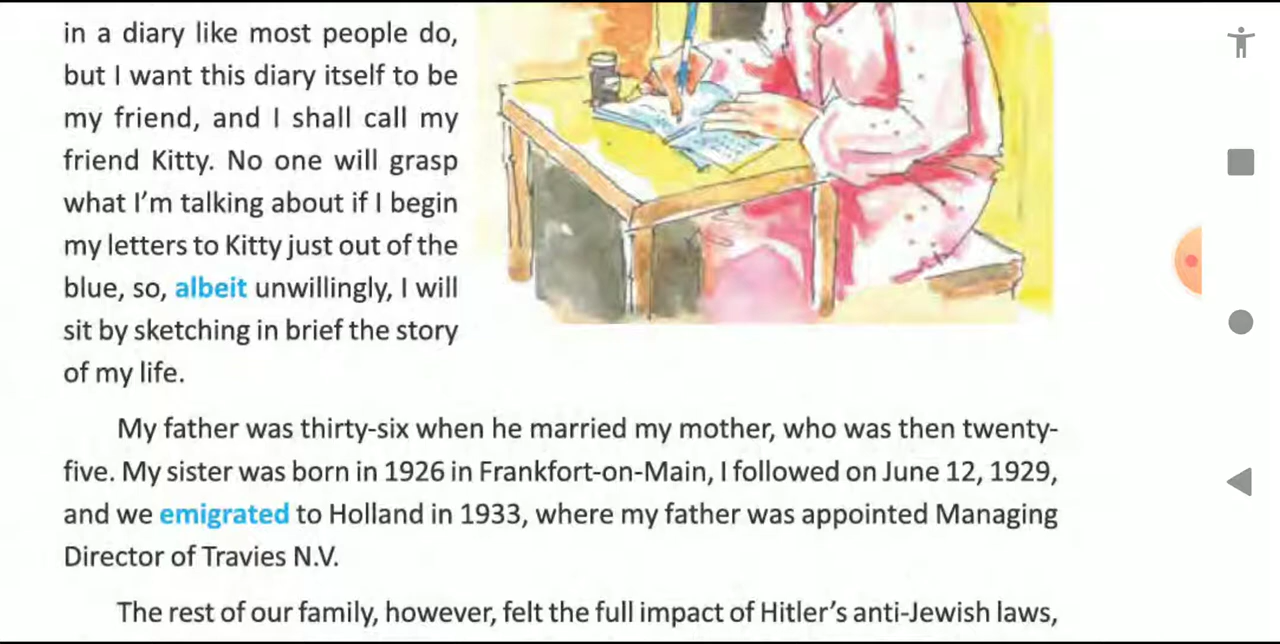 in a diary like most people do,
but I want this diary itself to be
my friend, and I shall call my
friend Kitty. No one will grasp
what I'm talking about if I begin
my letters to Kitty just out of the
blue, so, albeit unwillingly, I will
sit by sketching in brief the story
of my life.
My father was thirty-six when he married my mother, who was then twenty-
five. My sister was born in 1926 in Frankfort-on-Main, I followed on June 12, 1929,
and we emigrated to Holland in 1933, where my father was appointed Managing
Director of Travies N.V.
The rest of our family, however, felt the full impact of Hitler's anti-Jewish laws,